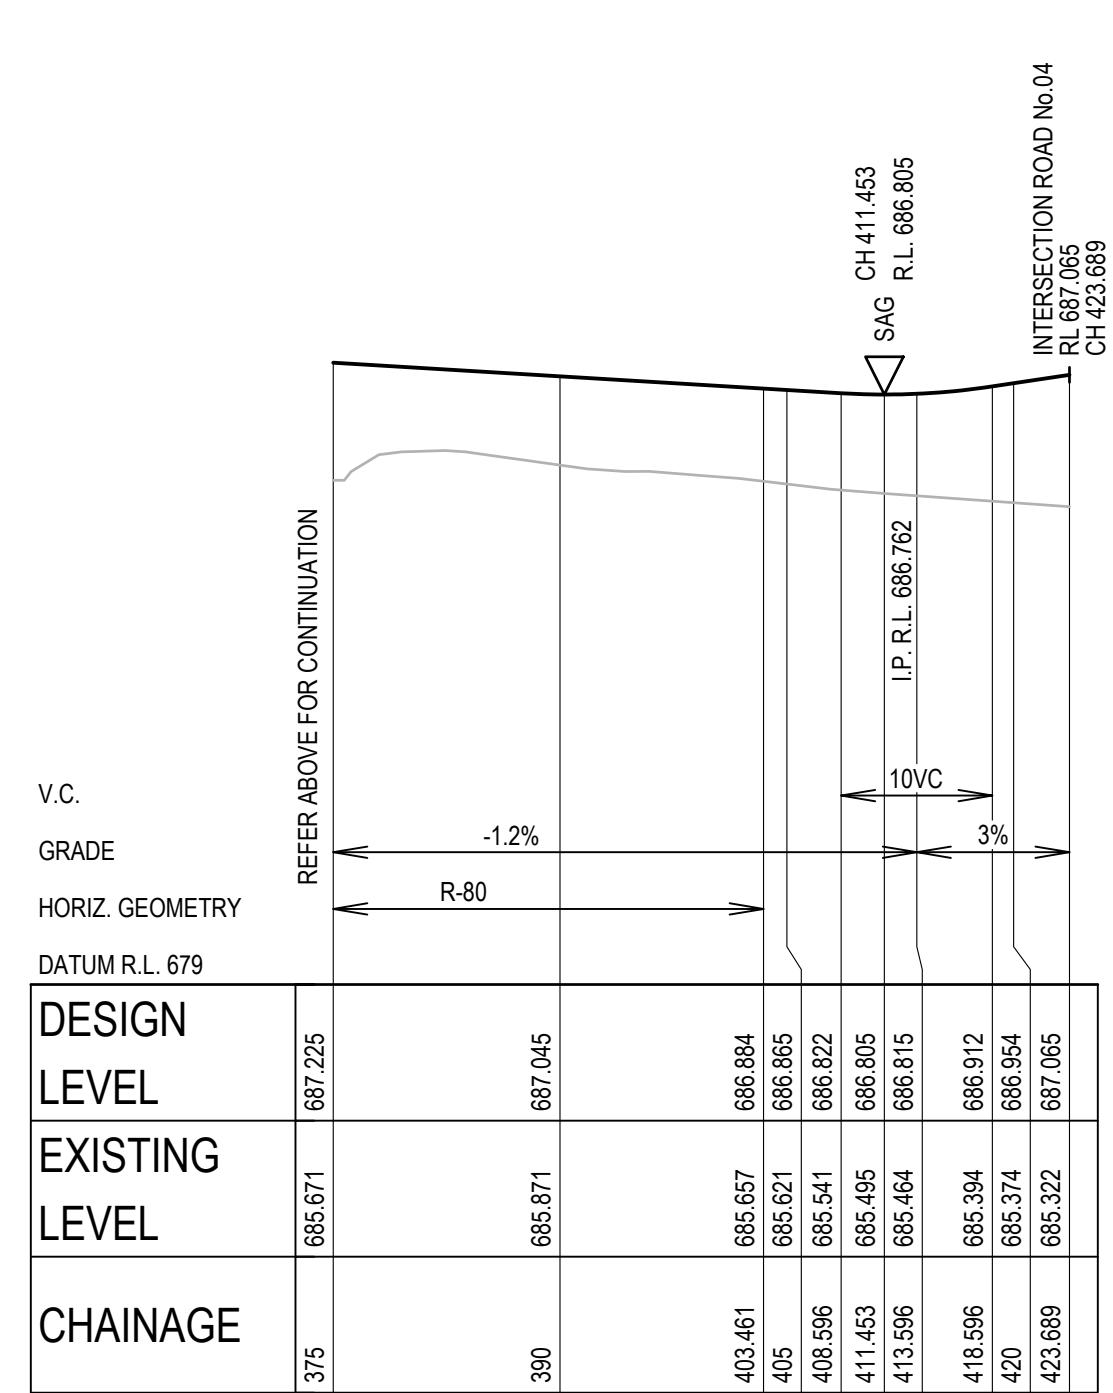 INTERSECTION ROAD No.04
RL 687.065
CH 423.689
CH 411.453
R.L. 686.805
SAG
REFER ABOVE FOR CONTINUATION
I.P. R.L. 686.762
V.C.
10VC
GRADE
-1.2%
3%
HORIZ. GEOMETRY
R-80
DATUM R.L. 679
DESIGN
LEVEL
687.225
687.045
686.884
686.865
686.822
686.805
686.815
686.912
686.954
687.065
EXISTING
LEVEL
685.671
685.871
685.657
685.621
685.541
685.495
685.464
685.394
685.374
685.322
CHAINAGE
375
390
403.461
405
408.596
411.453
413.596
418.596
420
423.689